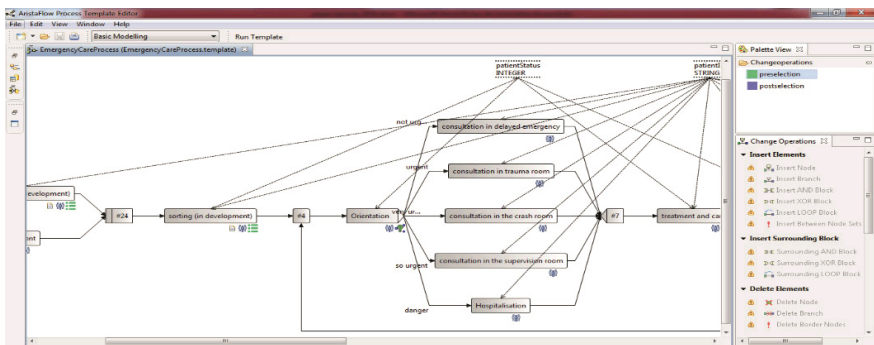 AristaFlow Process Template Editor
File Edit View Window Help
Basic Modelling
Run Template
EmergencyCareProcess (EmergencyCareProcess.template)
patientStatus
INTEGER
STRING
not urg...
consultation in delayed emergency
urgent
consultation in trauma room
evelopment)
#24
sorting (in development)
#4
Orientation
consultation in the crash room
#7
treatment and car
consultation in the supervision room
so urgent
Hospitalisation
danger
Palette View
Changeoperations
preselection
postselection
Change Operations
Insert Elements
Insert Node
Insert Branch
Insert AND Block
Insert XOR Block
Insert LOOP Block
Insert Between Node Sets
Insert Surrounding Block
Surrounding AND Block
Surrounding XOR Block
Surrounding LOOP Block
Delete Elements
Delete Node
Delete Branch
Delete Border Nodes